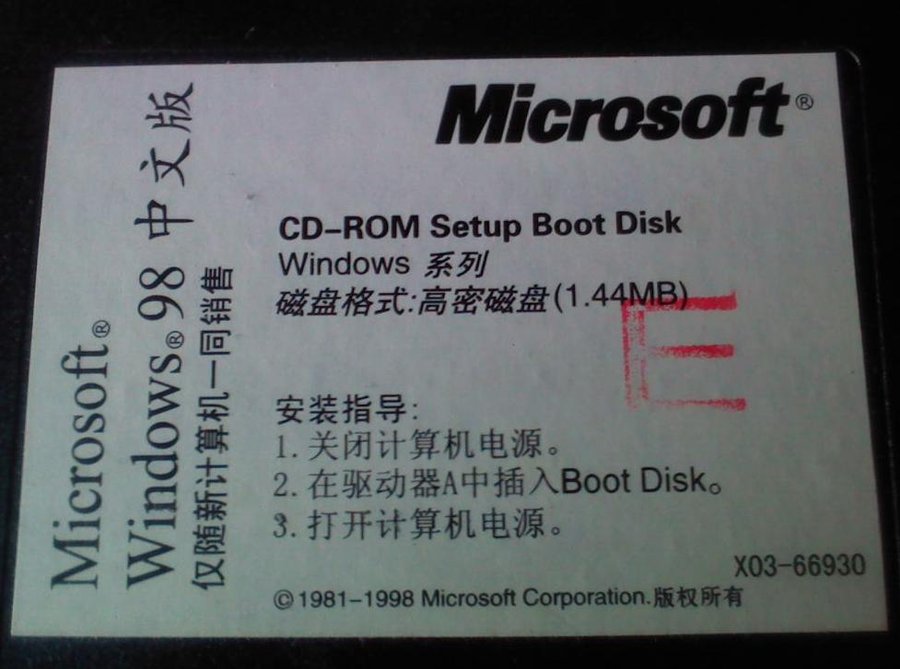 Microsoft®
Windows®98 中文版
仅随新计算机一同销售
Microsoft®
CD-ROM Setup Boot Disk
Windows 系列
磁盘格式:高密磁盘(1.44MB)
E
安装指导:
1.关闭计算机电源。
2.在驱动器A中插入Boot Disk。
3.打开计算机电源。
X03-66930
©1981-1998 Microsoft Corporation.版权所有